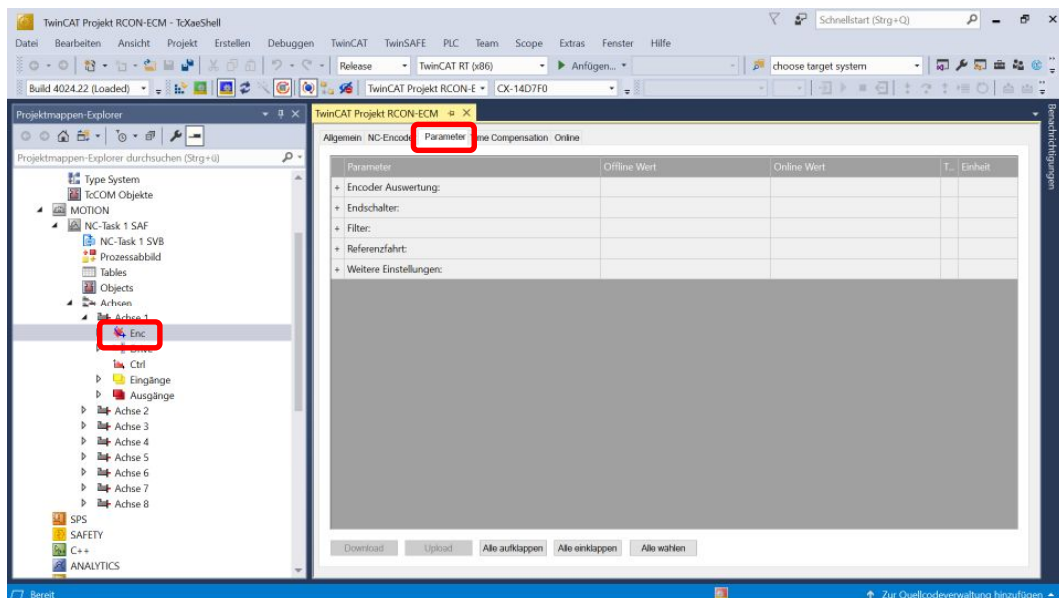 TwinCAT Projekt RCON-ECM - TcXaeShell
Schnellstart (Strg+Q)
Datei Bearbeiten Ansicht Projekt Erstellen Debuggen TwinCAT TwinSAFE PLC Team Scope Extras Fenster Hilfe
Release TwinCAT RT (x86) Anfügen... choose target system
Build 4024.22 (Loaded) TwinCAT Projekt RCON-E CX-14D7F0
Projektmappen-Explorer
Projektmappen-Explorer durchsuchen (Strg+ü)
Type System
TcCOM Objekte
MOTION
NC-Task 1 SAF
NC-Task 1 SVB
Prozessabbild
Tables
Objects
Achsen
Achse 1
Enc
Ctrl
Eingänge
Ausgänge
Achse 2
Achse 3
Achse 4
Achse 5
Achse 6
Achse 7
Achse 8
SPS
SAFETY
C++
ANALYTICS
TwinCAT Projekt RCON-ECM
Allgemein NC-Encode Parameter me Compensation Online
Parameter Offline Wert Online Wert T... Einheit
+ Encoder Auswertung:
+ Endschalter:
+ Filter:
+ Referenzfahrt:
+ Weitere Einstellungen:
Download Upload Alle aufklappen Alle einklappen Alle wählen
Benachrichtigungen
Bereit
Zur Quellcodeverwaltung hinzufügen